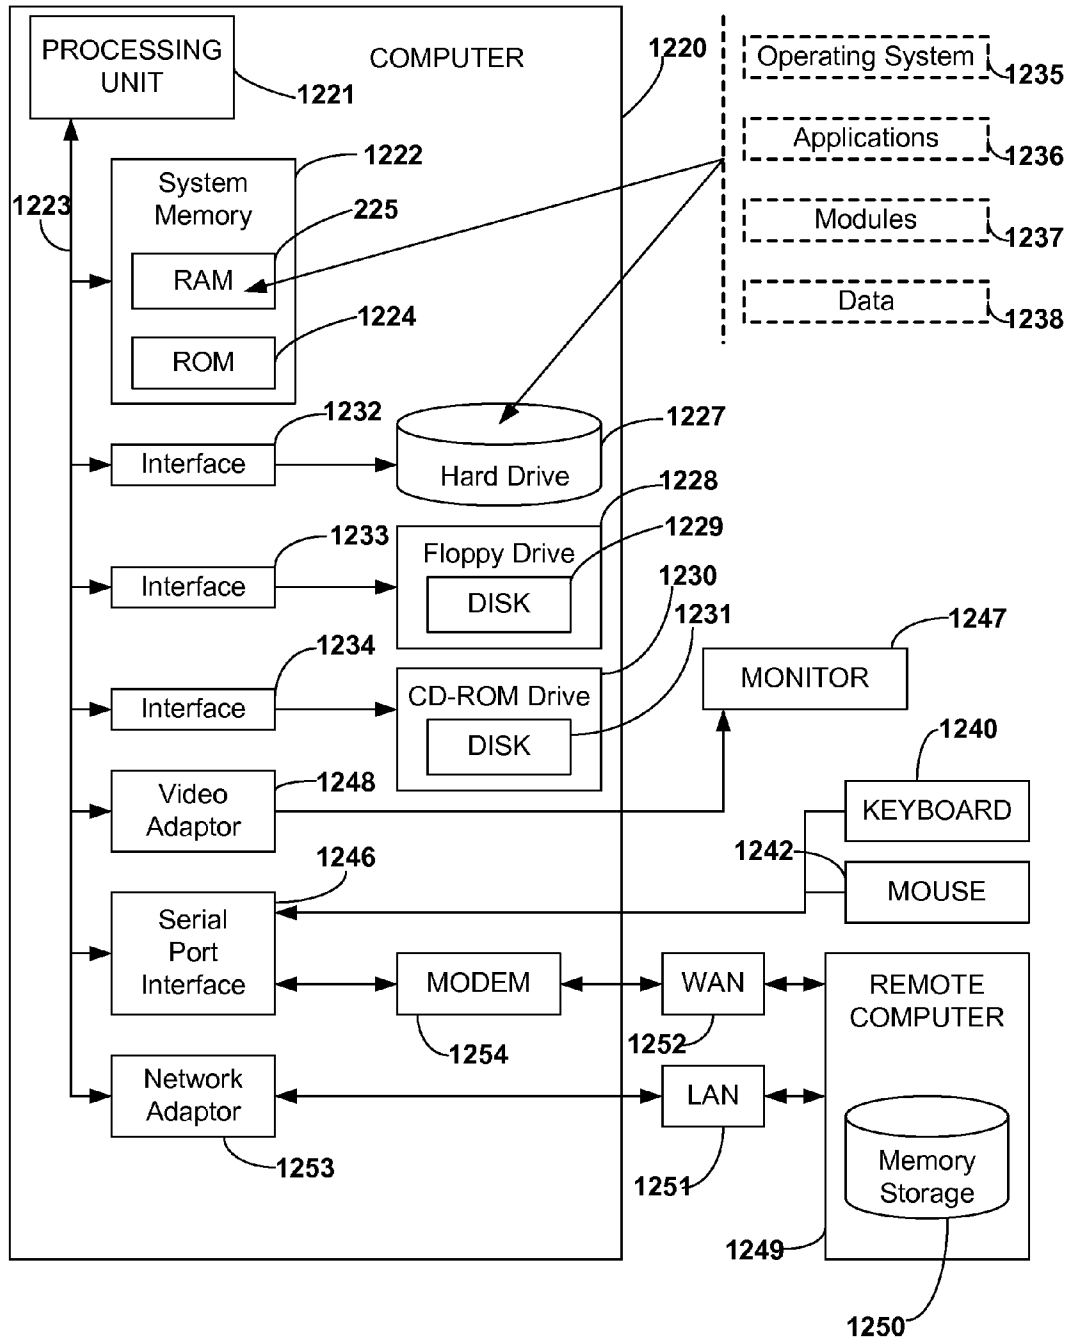 PROCESSING
UNIT
COMPUTER
1220
1221
Operating System
1235
Applications
1236
Modules
1237
Data
1238
1222
System
Memory
1223
225
RAM
1224
ROM
1232
Interface
1227
Hard Drive
1228
1233
Interface
Floppy Drive
1229
DISK
1230
1231
1234
Interface
CD-ROM Drive
DISK
1247
MONITOR
1248
Video
Adaptor
1240
KEYBOARD
1242
MOUSE
1246
Serial
Port
Interface
MODEM
1254
WAN
1252
REMOTE
COMPUTER
Network
Adaptor
1253
LAN
1251
Memory
Storage
1249
1250